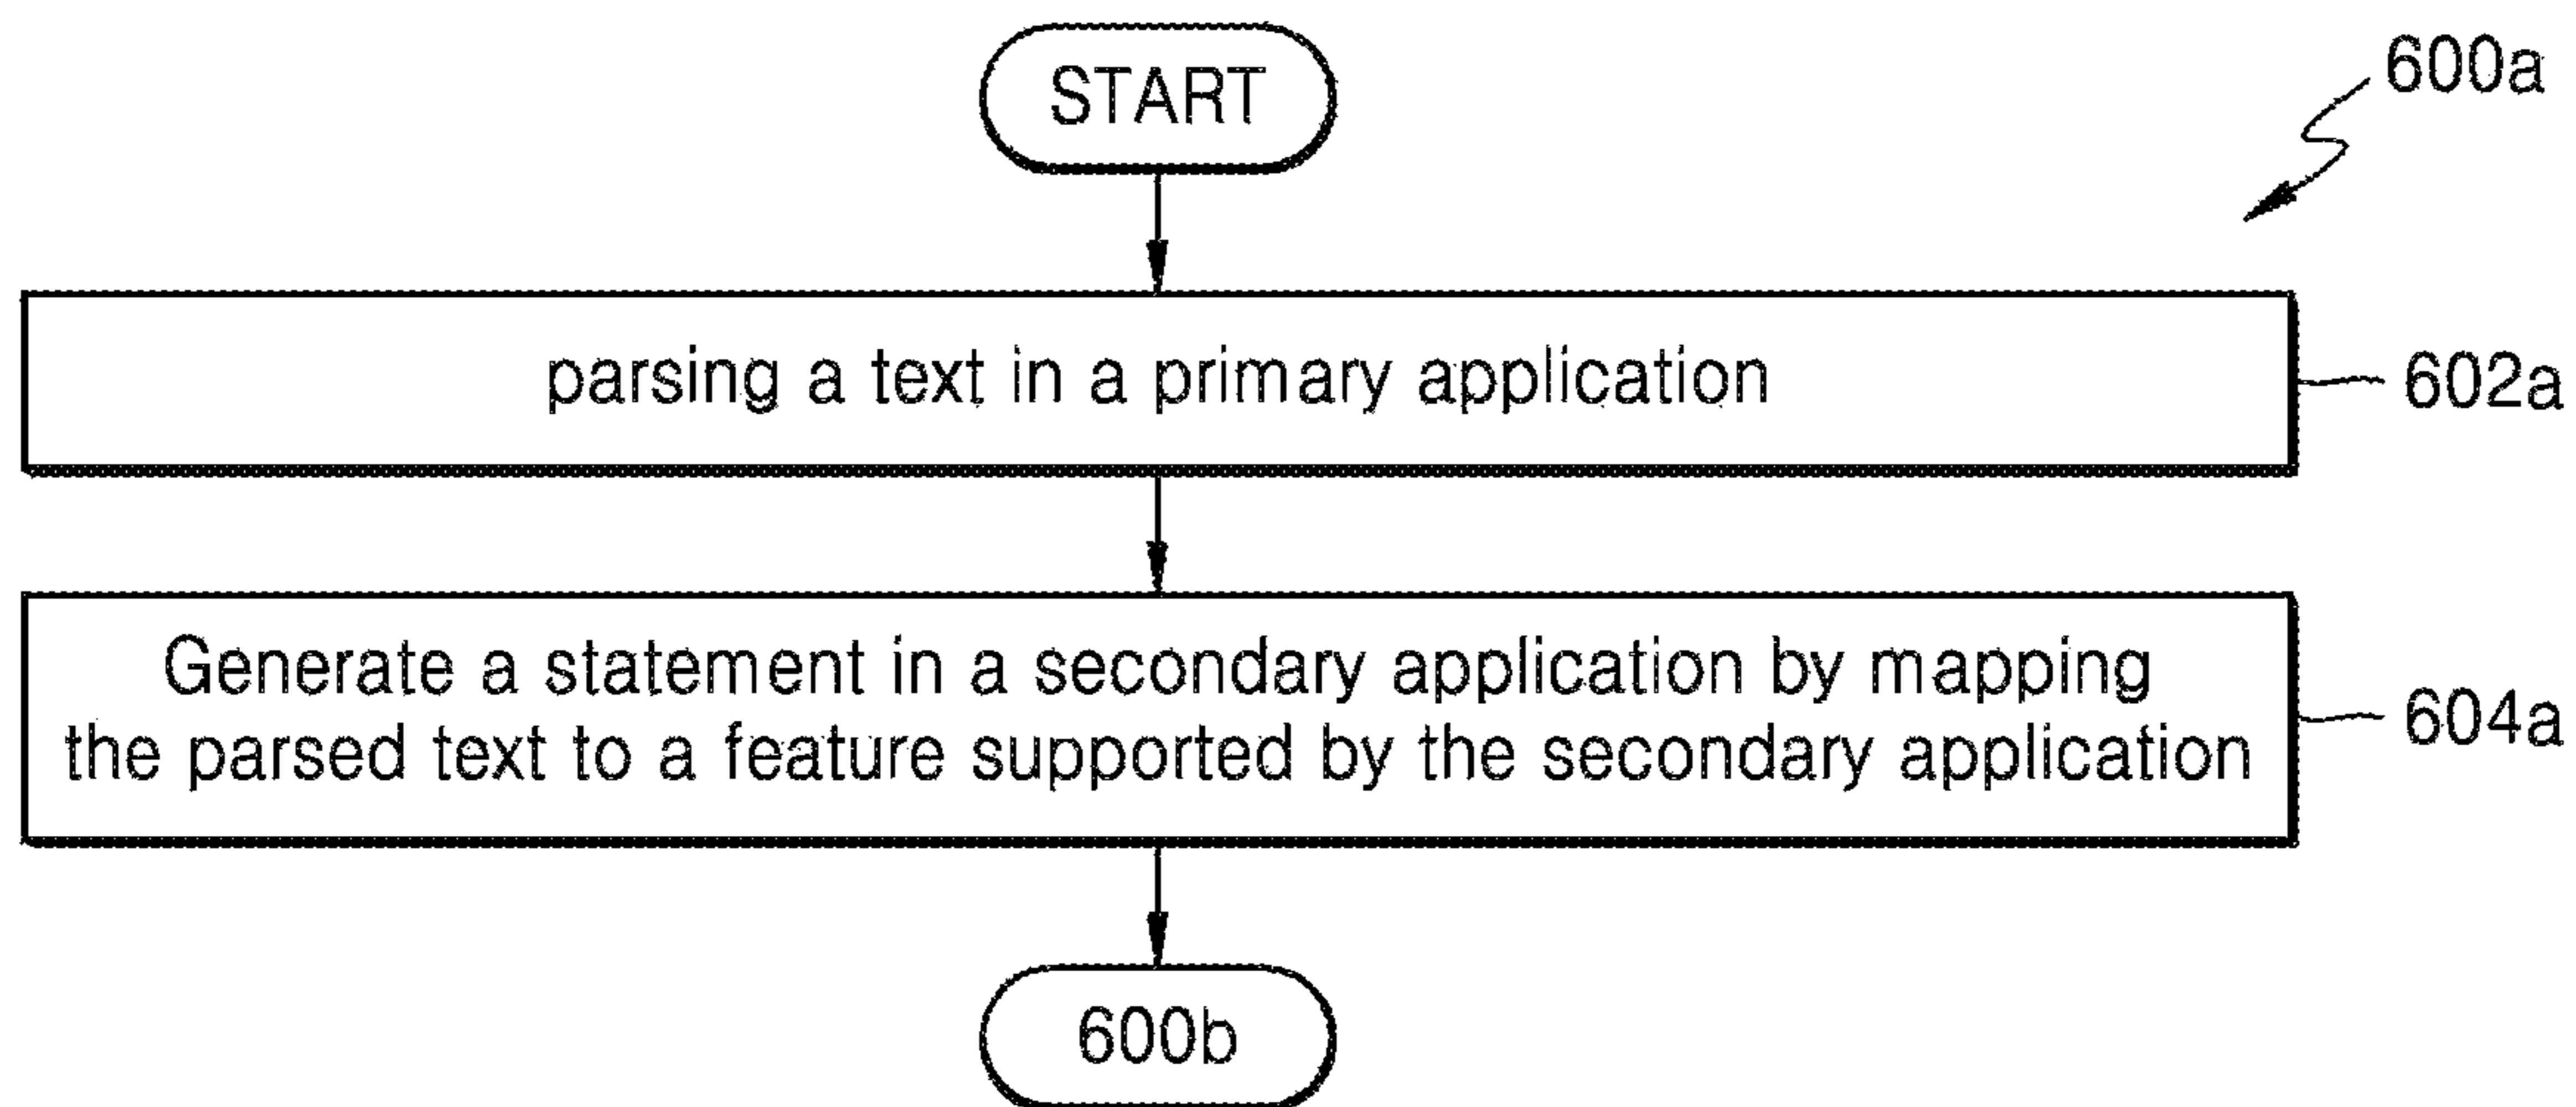 START
600a
parsing a text in a primary application
602a
Generate a statement in a secondary application by mapping
the parsed text to a feature supported by the secondary application
604a
600b